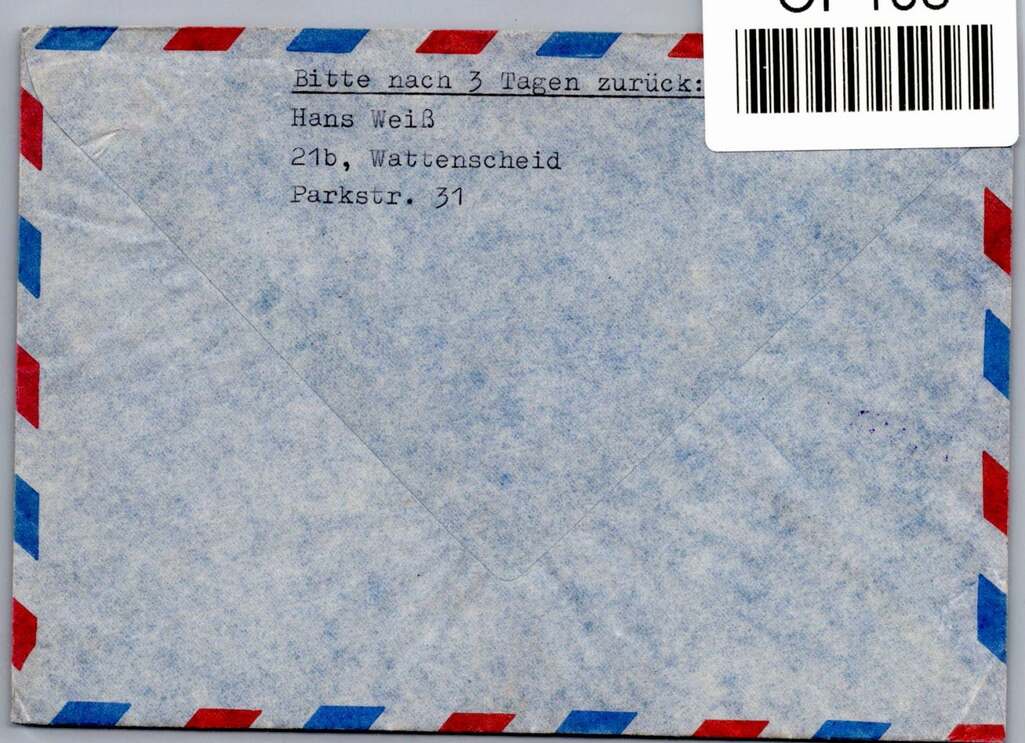 Bitte nach 3 Tagen zurück:
Hans Weiß
21b, Wattenscheid
Parkstr. 31